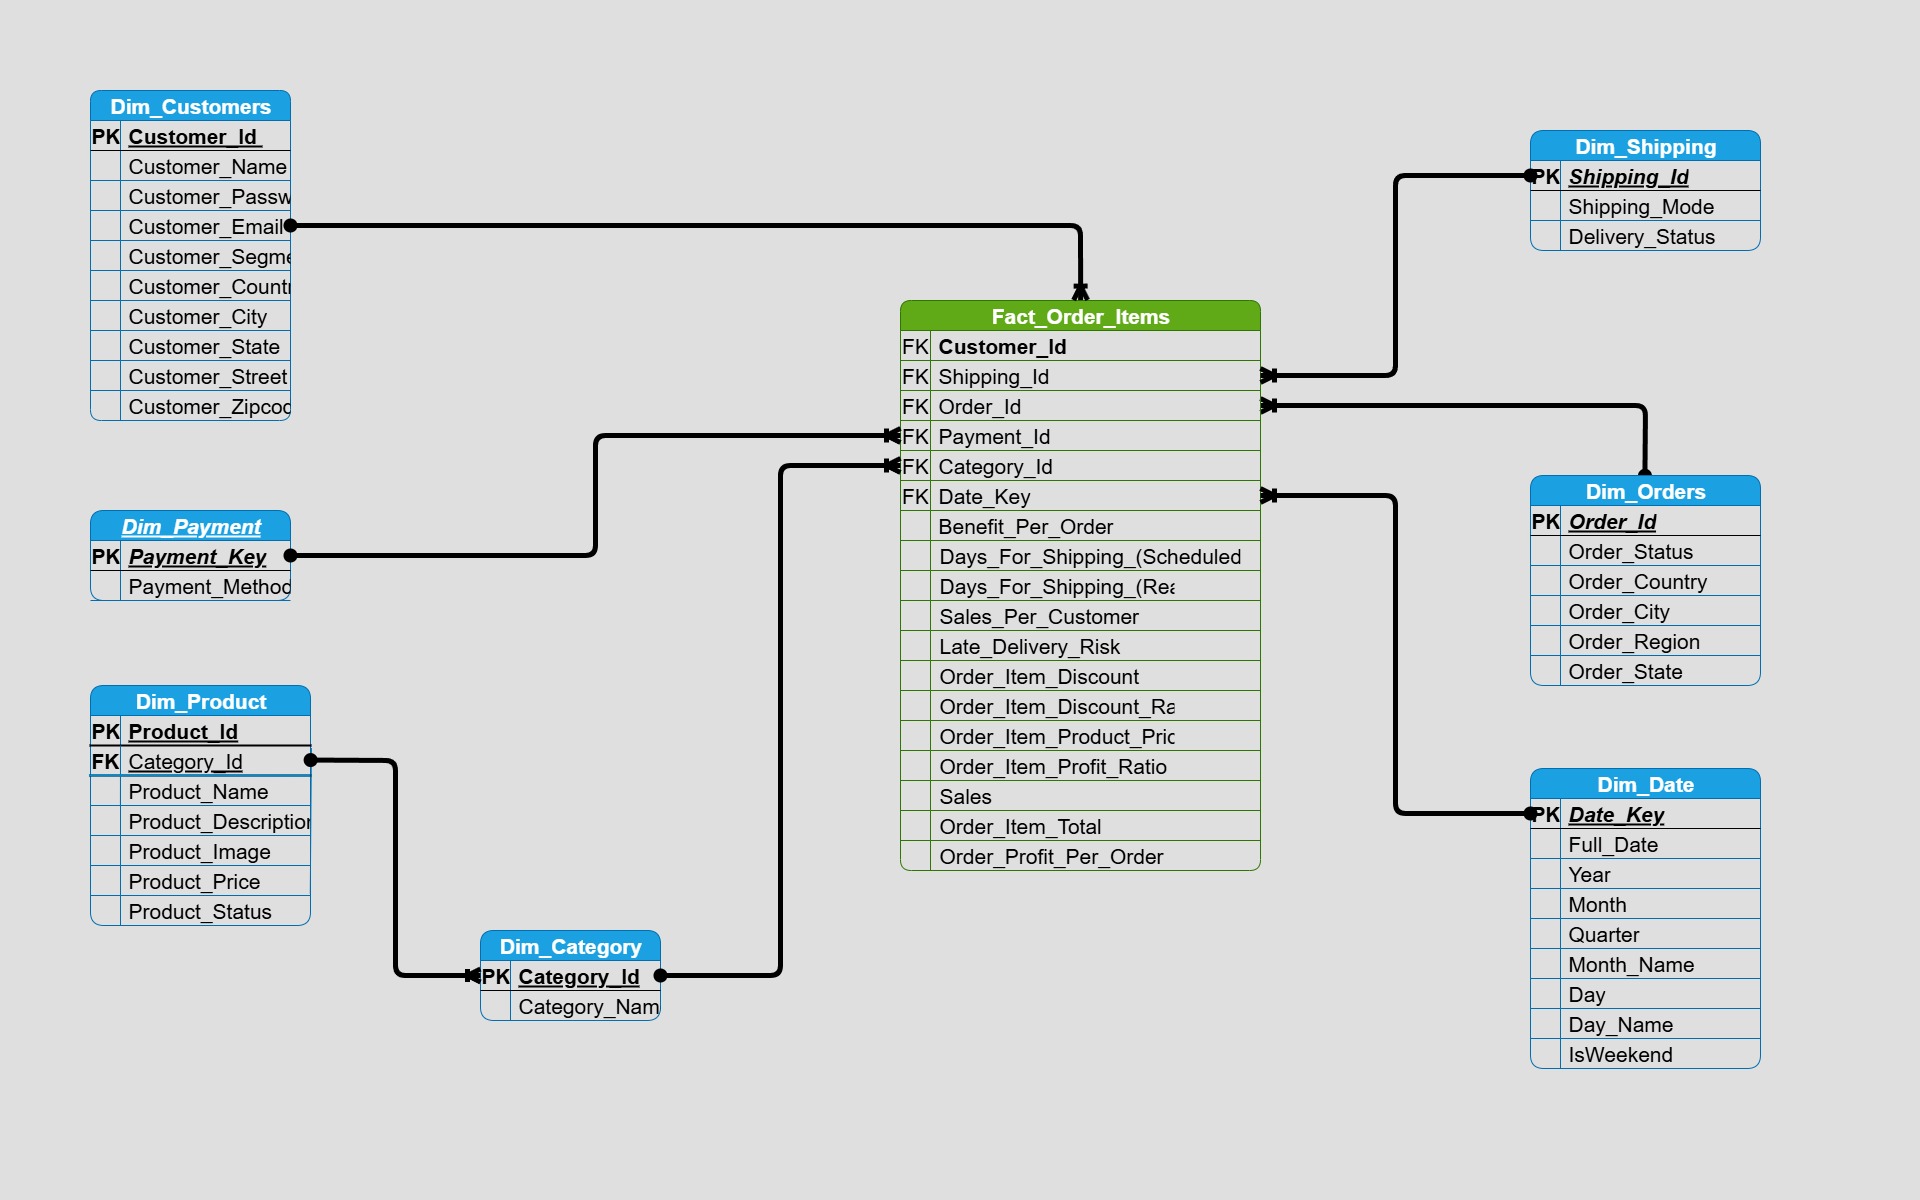 Dim_Customers
PK Customer_Id
Customer_Name
Customer_Passw
Customer_Email
Customer_Segme
Customer_Countr
Customer_City
Customer_State
Customer_Street
Customer_Zipcoc
Dim_Payment
PK Payment_Key
Payment_Method
Dim_Product
PK Product_Id
FK Category_Id
Product_Name
Product_Description
Product_Image
Product_Price
Product_Status
Dim_Category
PK Category_Id
Category_Nam
Fact_Order_Items
FK Customer_Id
FK Shipping_Id
FK Order_Id
FK Payment_Id
FK Category_Id
FK Date_Key
Benefit_Per_Order
Days_For_Shipping_(Scheduled
Days_For_Shipping_(Rea
Sales_Per_Customer
Late_Delivery_Risk
Order_Item_Discount
Order_Item_Discount_Ra
Order_Item_Product_Pric
Order_Item_Profit_Ratio
Sales
Order_Item_Total
Order_Profit_Per_Order
Dim_Shipping
PK Shipping_Id
Shipping_Mode
Delivery_Status
Dim_Orders
PK Order_Id
Order_Status
Order_Country
Order_City
Order_Region
Order_State
Dim_Date
PK Date_Key
Full_Date
Year
Month
Quarter
Month_Name
Day
Day_Name
IsWeekend